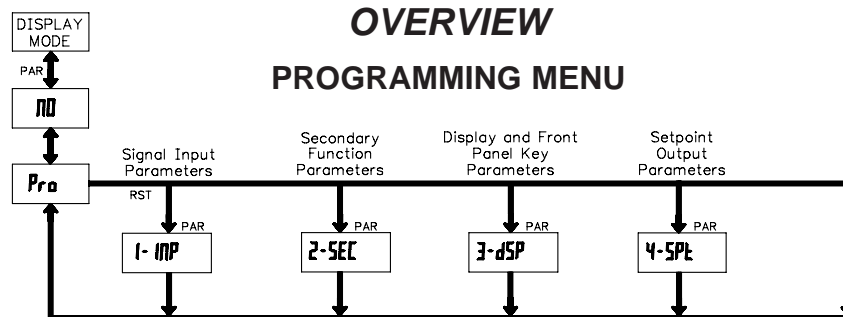 OVERVIEW
PROGRAMMING MENU
DISPLAY
MODE
PAR
NO
Pro
Signal Input
Parameters
Secondary
Function
Parameters
Display and Front
Panel Key
Parameters
Setpoint
Output
Parameters
RST
PAR
PAR
PAR
PAR
1-INP
2-SEC
3-dSP
4-SPt